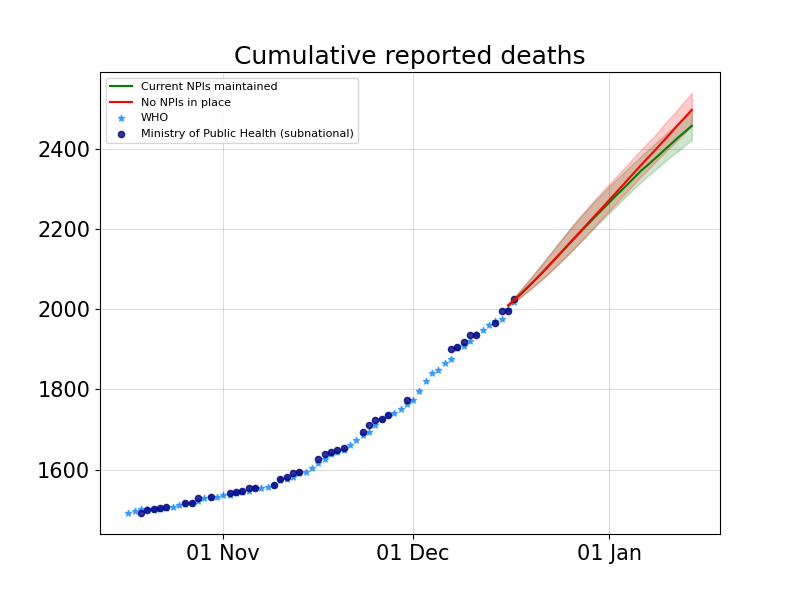 Cumulative reported deaths
Current NPIs maintained
No NPIs in place
WHO
Ministry of Public Health (subnational)
2400
2200
2000
1800
1600
01 Nov
01 Dec
01 Jan